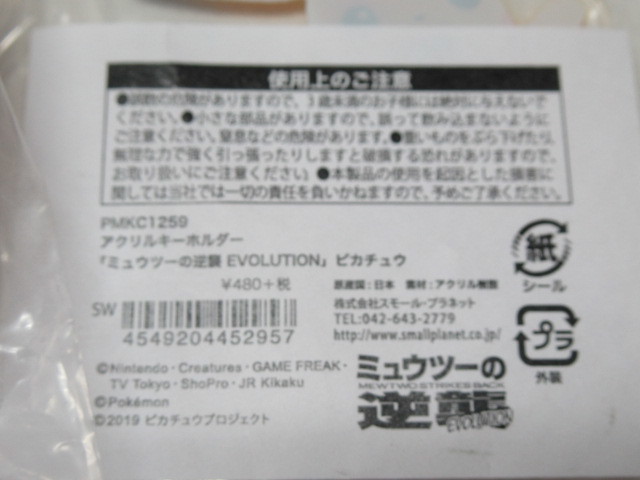 使用上のご注意
●誤飲の危険がありますので、3歳未満のお子様には絶対に与えないで
ください。●小さな部品がありますので、誤って飲み込まないように
ご注意ください。窒息などの危険があります。●重いものをぶら下げたり、
無理な力で強く引っ張ったりしますと破損する恐れがありますので、
お取り扱いにご注意ください。●本製品の使用を起因とした損害に
関しては当社では一切の責任を負いかねますので、予めご了承ください。
PMKC1259
アクリルキーホルダー
『ミュウツーの逆襲 EVOLUTION』ピカチュウ
¥480+税
SW
4549204452957
原産国:日本 素材:アクリル樹脂
株式会社スモール・プラネット
TEL:042-643-2779
http://www.smallplanet.co.jp/
紙
シール
プラ
外装
©Nintendo・Creatures・GAME FREAK・
TV Tokyo・ShoPro・JR Kikaku
©Pokémon
©2019 ピカチュウプロジェクト
ミュウツーの
MEWTWO STRIKES BACK
逆襲
EVOLUTION